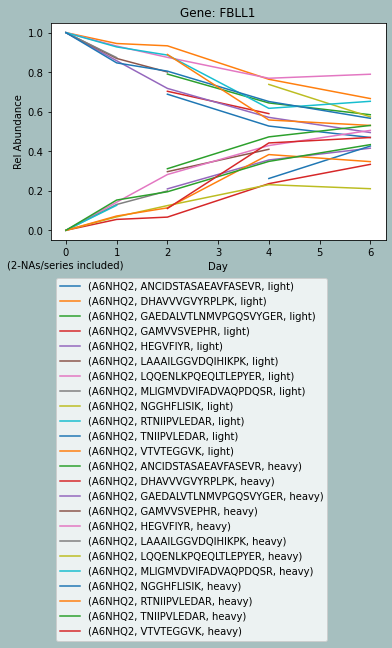 Gene: FBLL1
1.0
0.8
0.6
0.4
0.2
0.0
Rel Abundance
0 1 2 3 4 5 6
Day
(2-NAs/series included)
(A6NHQ2, ANCIDSTASAEAVFASEVR, light)
(A6NHQ2, DHAVVVGVYRPLPK, light)
(A6NHQ2, GAEDALVTLNMVPGQSVYGER, light)
(A6NHQ2, GAMVVSVEPHR, light)
(A6NHQ2, HEGVFIYR, light)
(A6NHQ2, LAAAILGGVDQIHIKPK, light)
(A6NHQ2, LQQENLKPQEQLTLEPYER, light)
(A6NHQ2, MLIGMVDVIFADVAQPDQSR, light)
(A6NHQ2, NGGHFLISIK, light)
(A6NHQ2, RTNIIPVLEDAR, light)
(A6NHQ2, TNIIPVLEDAR, light)
(A6NHQ2, VTVTEGGVK, light)
(A6NHQ2, ANCIDSTASAEAVFASEVR, heavy)
(A6NHQ2, DHAVVVGVYRPLPK, heavy)
(A6NHQ2, GAEDALVTLNMVPGQSVYGER, heavy)
(A6NHQ2, GAMVVSVEPHR, heavy)
(A6NHQ2, HEGVFIYR, heavy)
(A6NHQ2, LAAAILGGVDQIHIKPK, heavy)
(A6NHQ2, LQQENLKPQEQLTLEPYER, heavy)
(A6NHQ2, MLIGMVDVIFADVAQPDQSR, heavy)
(A6NHQ2, NGGHFLISIK, heavy)
(A6NHQ2, RTNIIPVLEDAR, heavy)
(A6NHQ2, TNIIPVLEDAR, heavy)
(A6NHQ2, VTVTEGGVK, heavy)